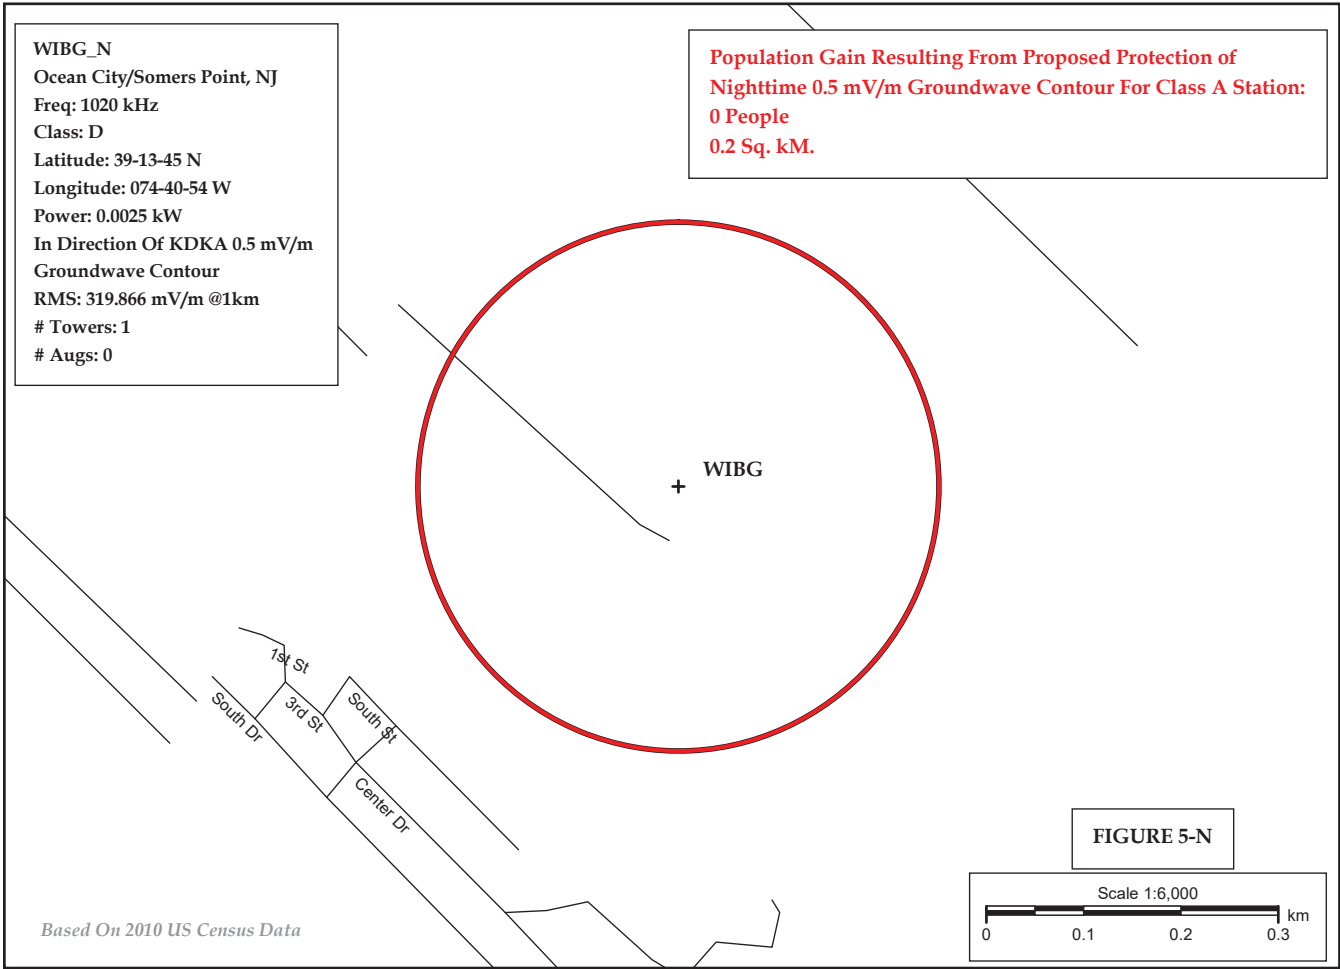 WIBG_N
Ocean City/Somers Point, NJ
Freq: 1020 kHz
Class: D
Latitude: 39-13-45 N
Longitude: 074-40-54 W
Power: 0.0025 kW
In Direction Of KDKA 0.5 mV/m
Groundwave Contour
RMS: 319.866 mV/m @1km
# Towers: 1
# Augs: 0
Population Gain Resulting From Proposed Protection of
Nighttime 0.5 mV/m Groundwave Contour For Class A Station:
0 People
0.2 Sq. kM.
WIBG
1st St
South Dr
3rd St
South St
Center Dr
FIGURE 5-N
Scale 1:6,000
km
0 0.1 0.2 0.3
Based On 2010 US Census Data